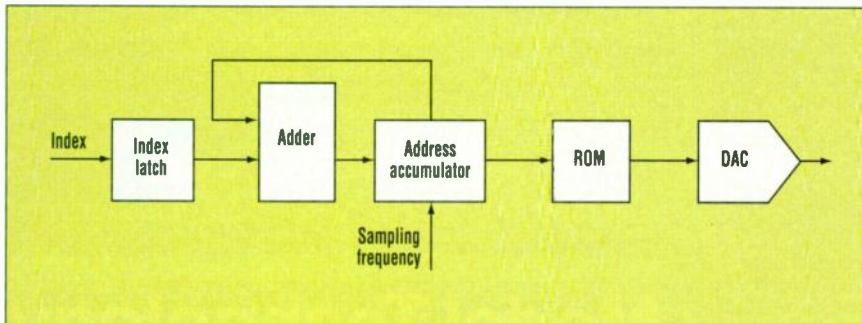 Index
Index
latch
Adder
Address
accumulator
Sampling
frequency
ROM
DAC